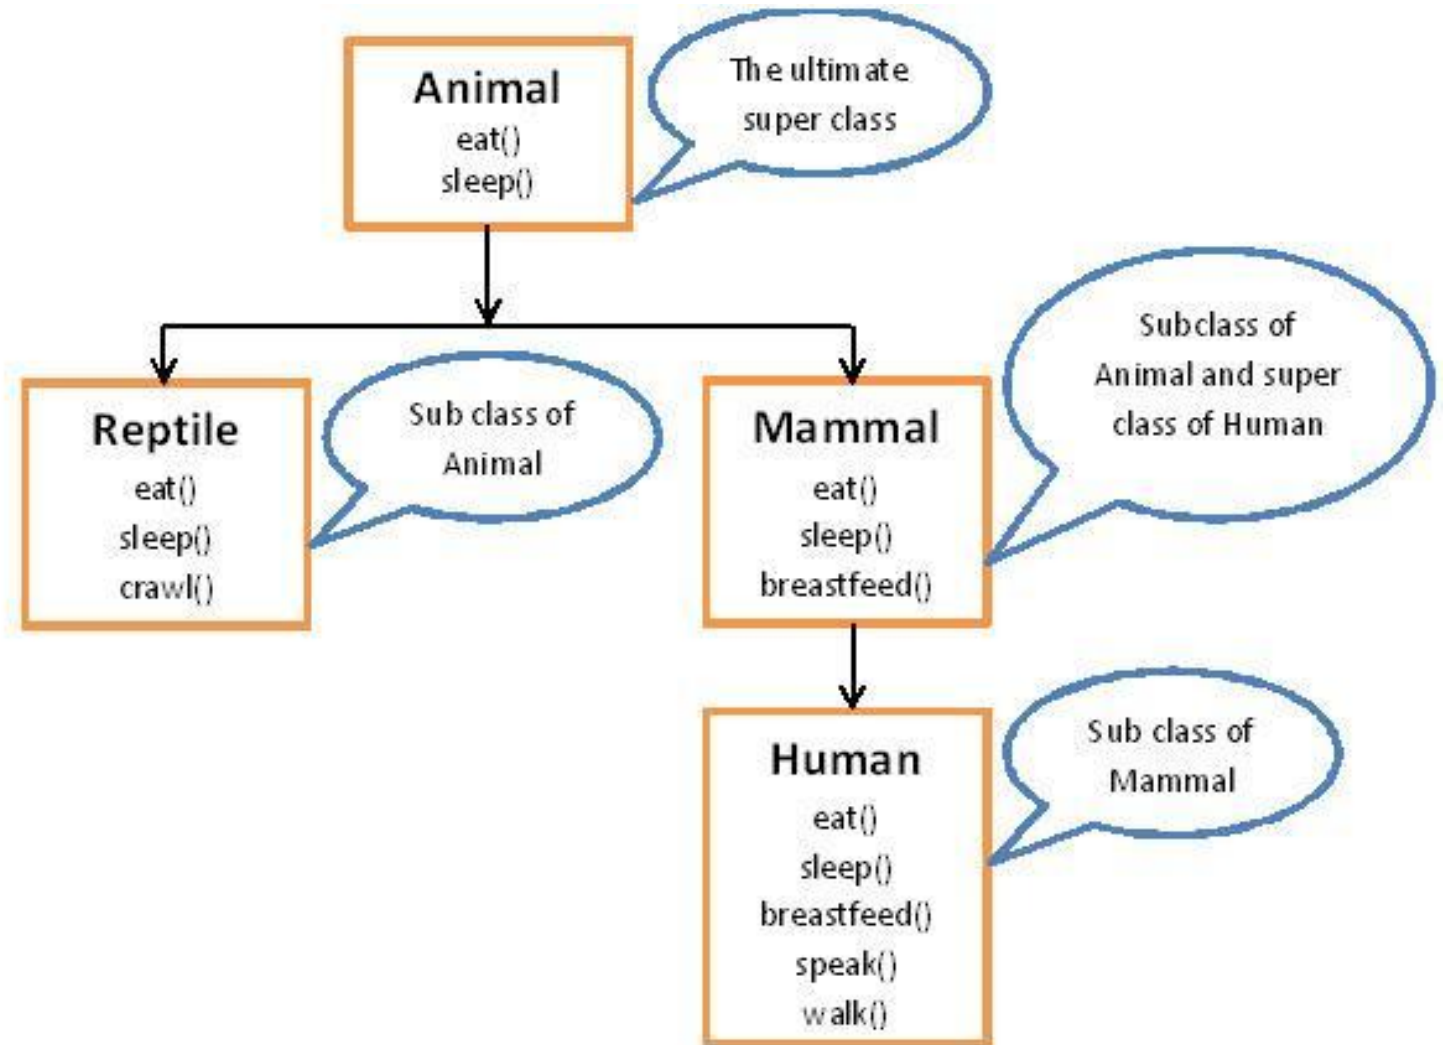 Animal
eat()
sleep()
The ultimate
super class
Reptile
eat()
sleep()
crawl()
Sub class of
Animal
Mammal
eat()
sleep()
breastfeed()
Subclass of
Animal and super
class of Human
Human
eat()
sleep()
breastfeed()
speak()
walk()
Sub class of
Mammal